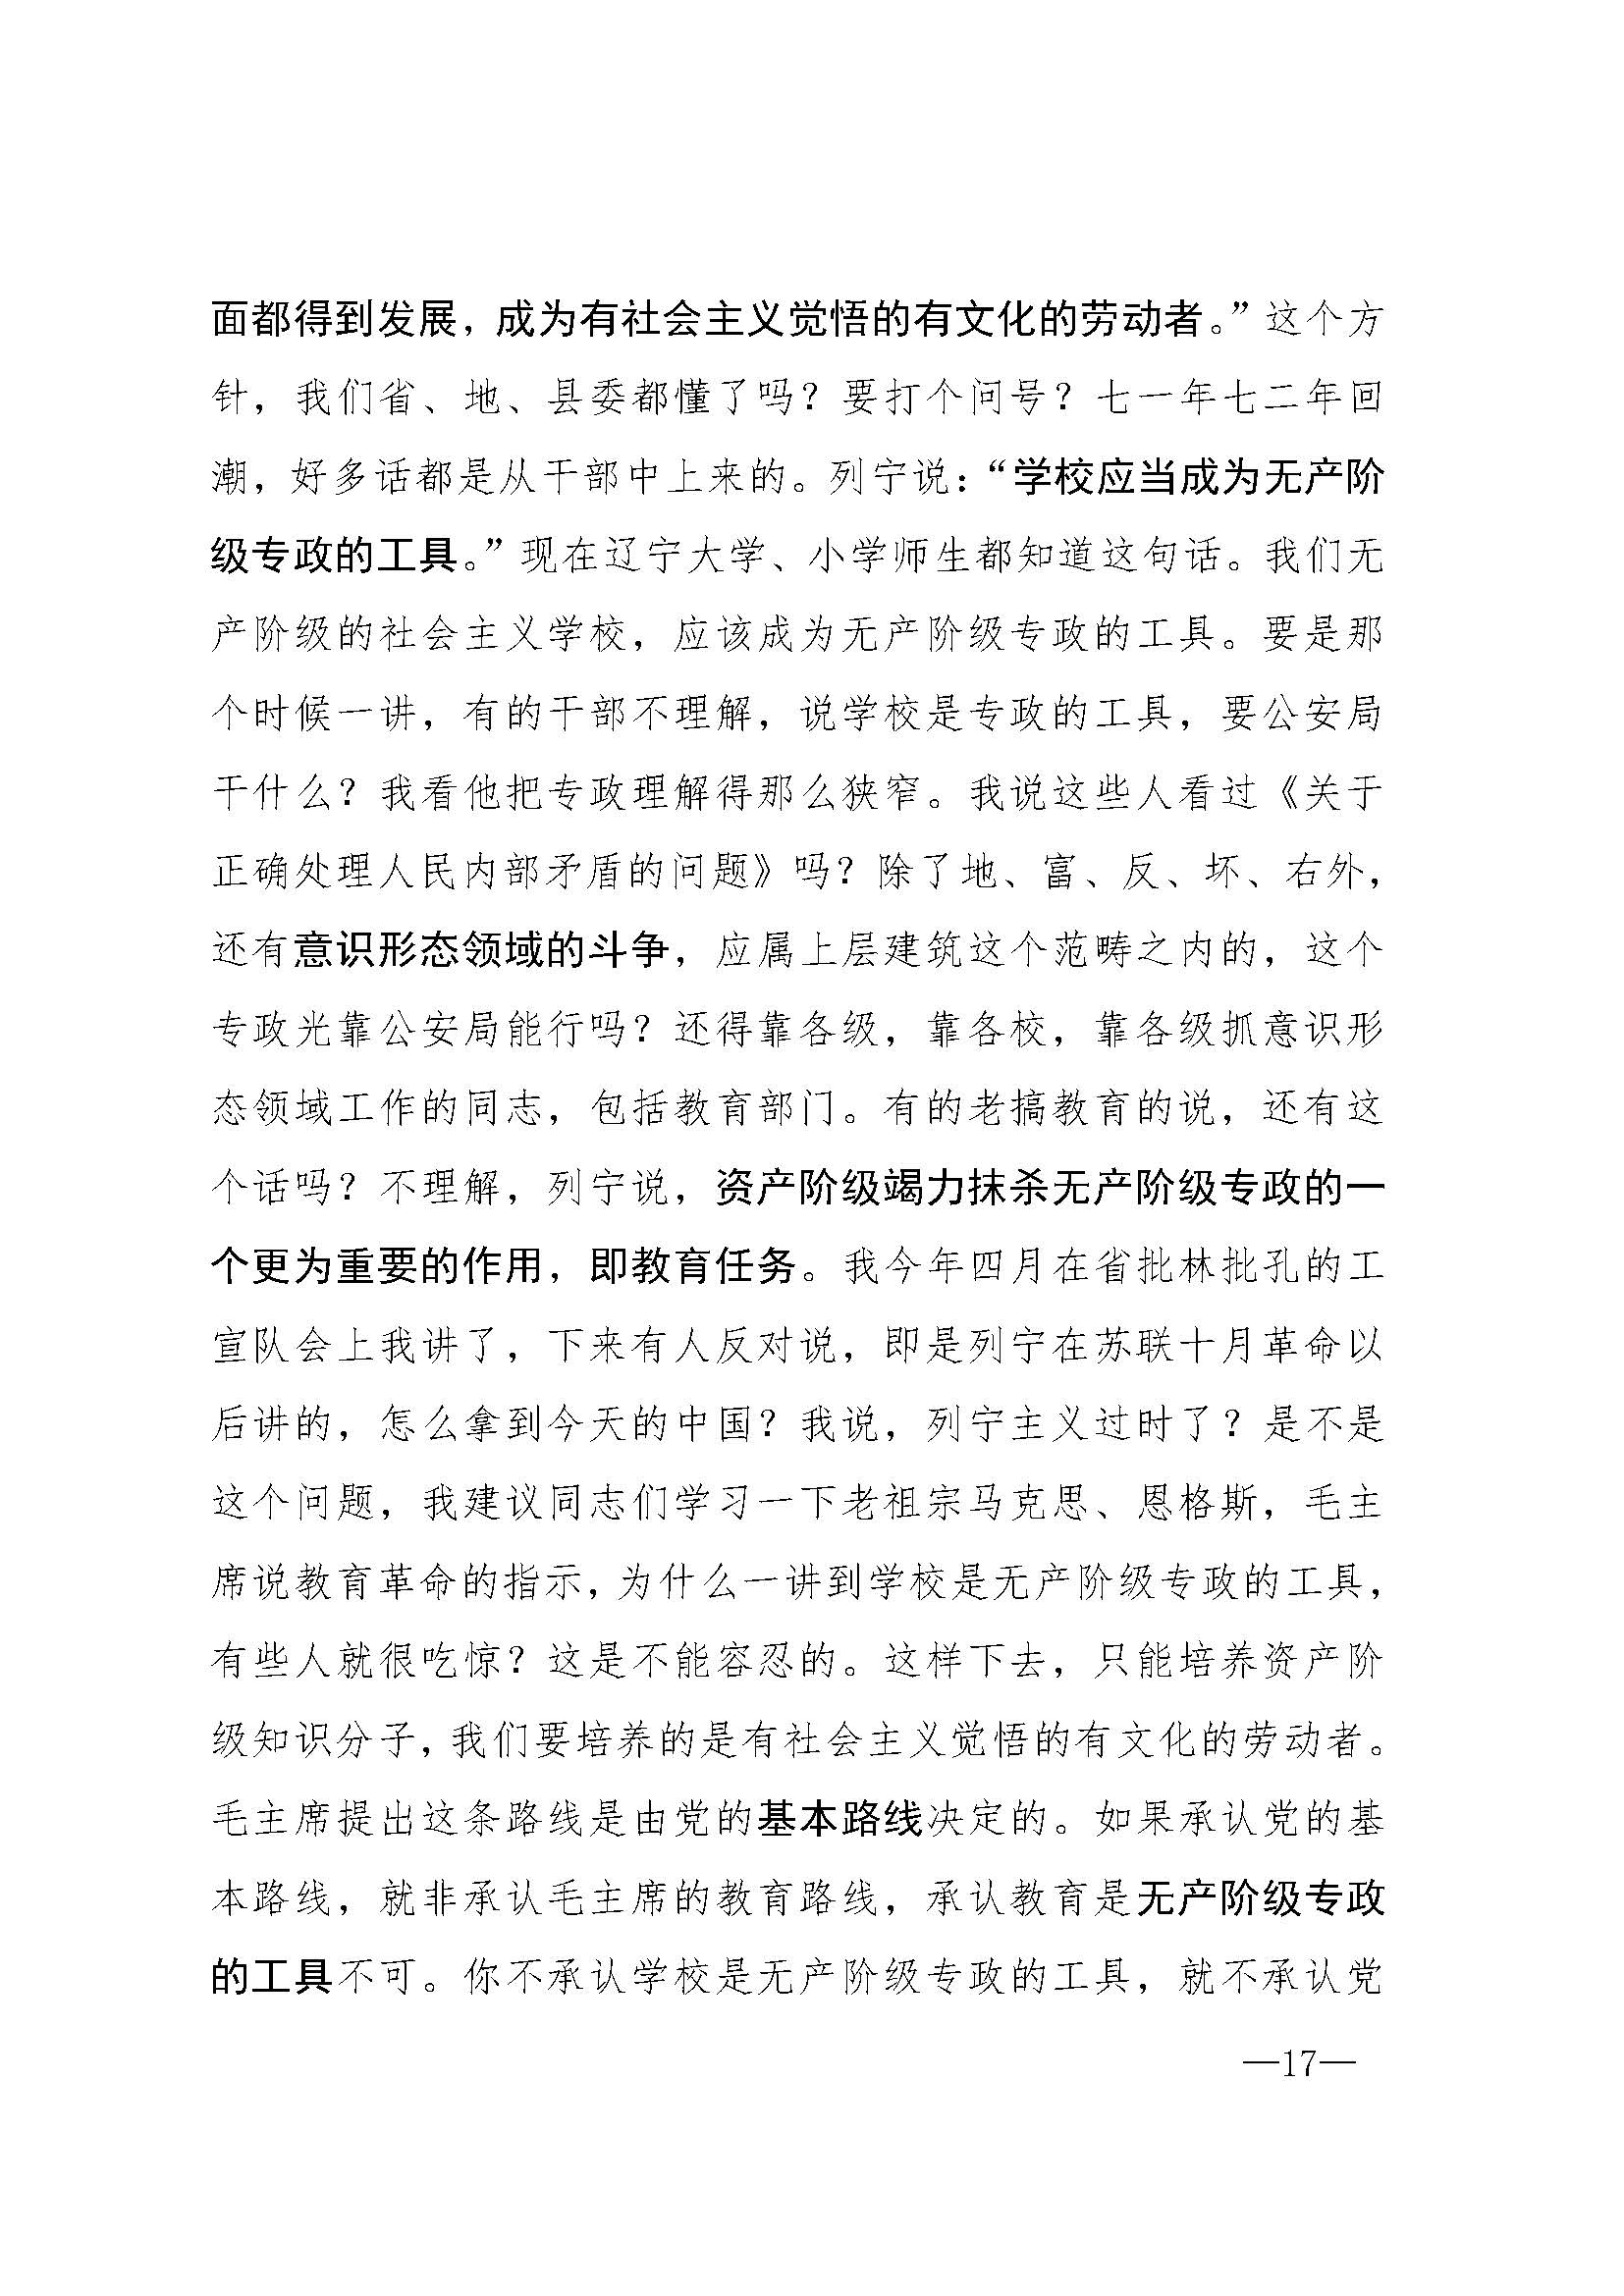 面都得到发展，成为有社会主义觉悟的有文化的劳动者。”这个方
针，我们省、地、县委都懂了吗？要打个问号？七一年七二年回
潮，好多话都是从干部中上来的。列宁说：“学校应当成为无产阶
级专政的工具。”现在辽宁大学、小学师生都知道这句话。我们无
产阶级的社会主义学校，应该成为无产阶级专政的工具。要是那
个时候一讲，有的干部不理解，说学校是专政的工具，要公安局
干什么？我看他把专政理解得那么狭窄。我说这些人看过《关于
正确处理人民内部矛盾的问题》吗？除了地、富、反、坏、右外，
还有意识形态领域的斗争，应属上层建筑这个范畴之内的，这个
专政光靠公安局能行吗？还得靠各级，靠各校，靠各级抓意识形
态领域工作的同志，包括教育部门。有的老搞教育的说，还有这
个话吗？不理解，列宁说，资产阶级竭力抹杀无产阶级专政的一
个更为重要的作用，即教育任务。我今年四月在省批林批孔的工
宣队会上我讲了，下来有人反对说，即是列宁在苏联十月革命以
后讲的，怎么拿到今天的中国？我说，列宁主义过时了？是不是
这个问题，我建议同志们学习一下老祖宗马克思、恩格斯，毛主
席说教育革命的指示，为什么一讲到学校是无产阶级专政的工具，
有些人就很吃惊？这是不能容忍的。这样下去，只能培养资产阶
级知识分子，我们要培养的是有社会主义觉悟的有文化的劳动者。
毛主席提出这条路线是由党的基本路线决定的。如果承认党的基
本路线，就非承认毛主席的教育路线，承认教育是无产阶级专政
的工具不可。你不承认学校是无产阶级专政的工具，就不承认党
—17—